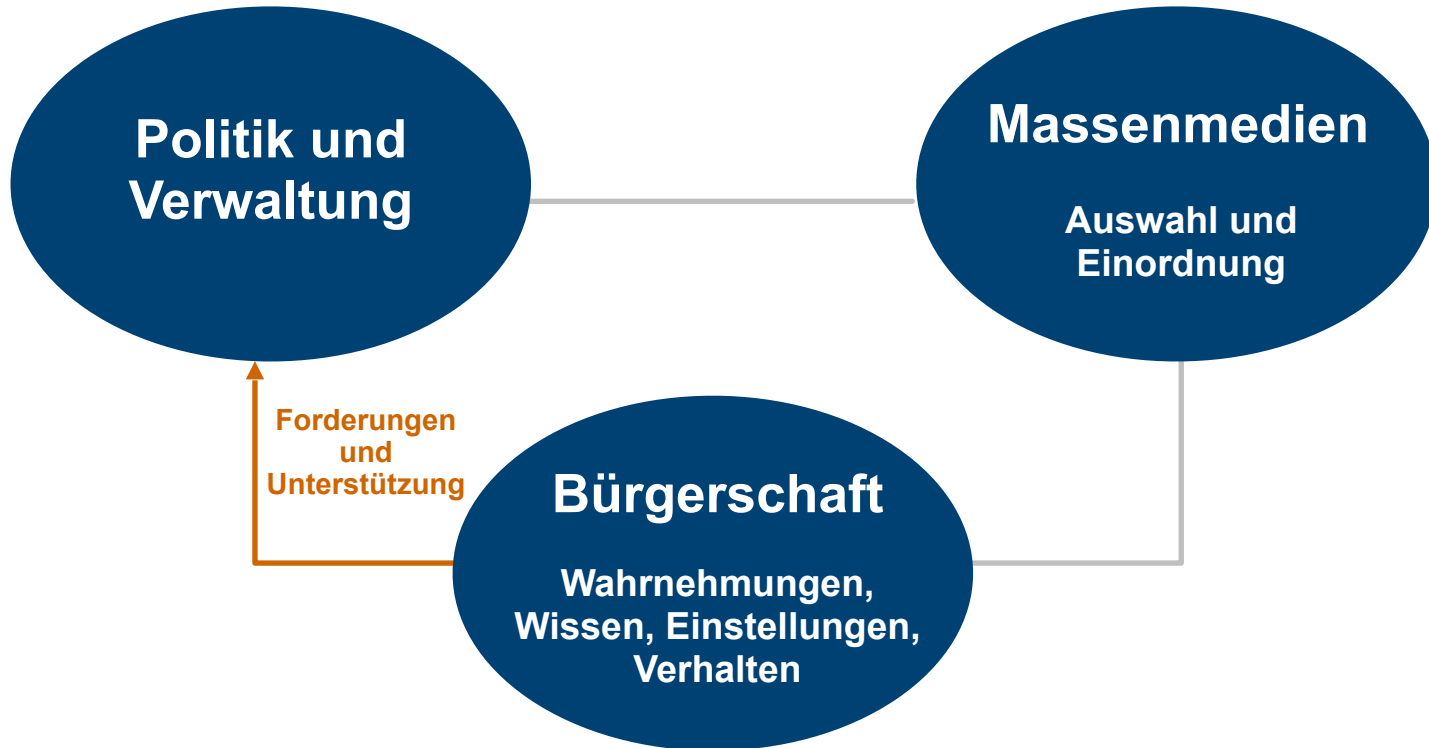 Politik und
Verwaltung
Massenmedien
Auswahl und
Einordnung
Forderungen
und
Unterstützung
Bürgerschaft
Wahrnehmungen,
Wissen, Einstellungen,
Verhalten